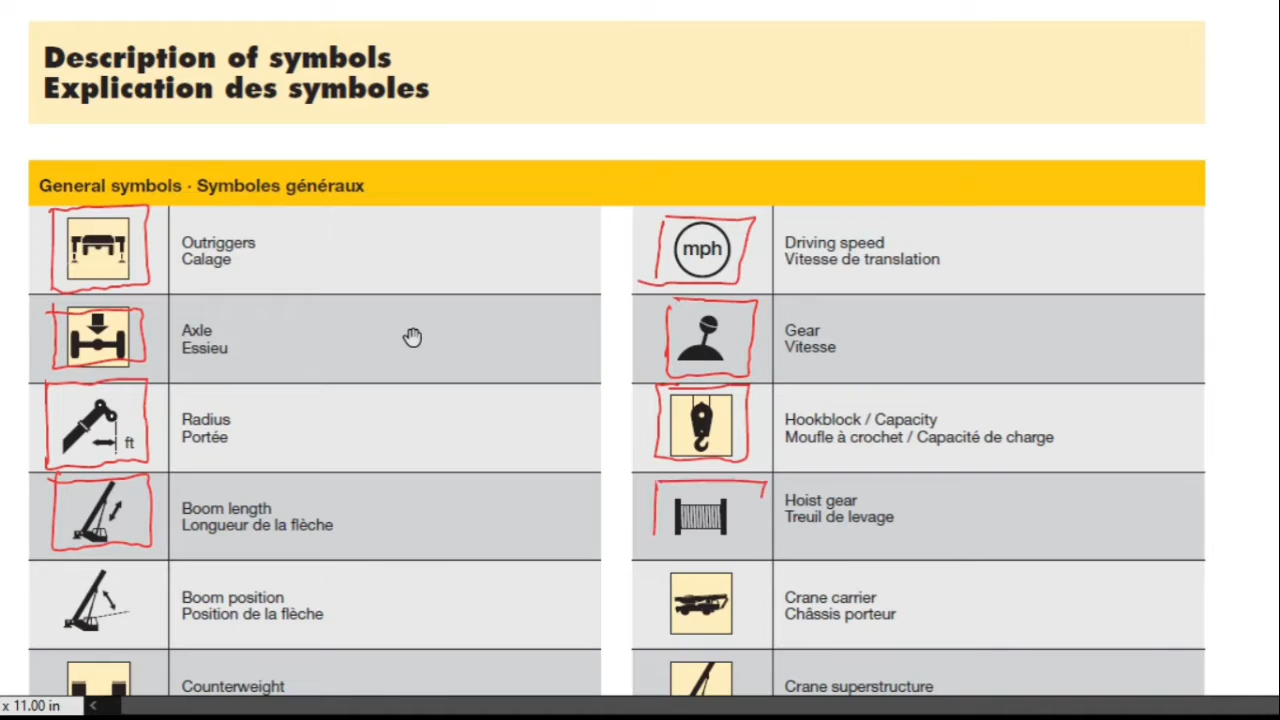 Description of symbols
Explication des symboles
General symbols · Symboles généraux
Outriggers
Calage
Axle
Essieu
ft
Radius
Portée
Boom length
Longueur de la flèche
Boom position
Position de la flèche
Counterweight
mph
Driving speed
Vitesse de translation
Gear
Vitesse
Hookblock / Capacity
Moufle à crochet / Capacité de charge
Hoist gear
Treuil de levage
Crane carrier
Châssis porteur
Crane superstructure
x 11.00 in